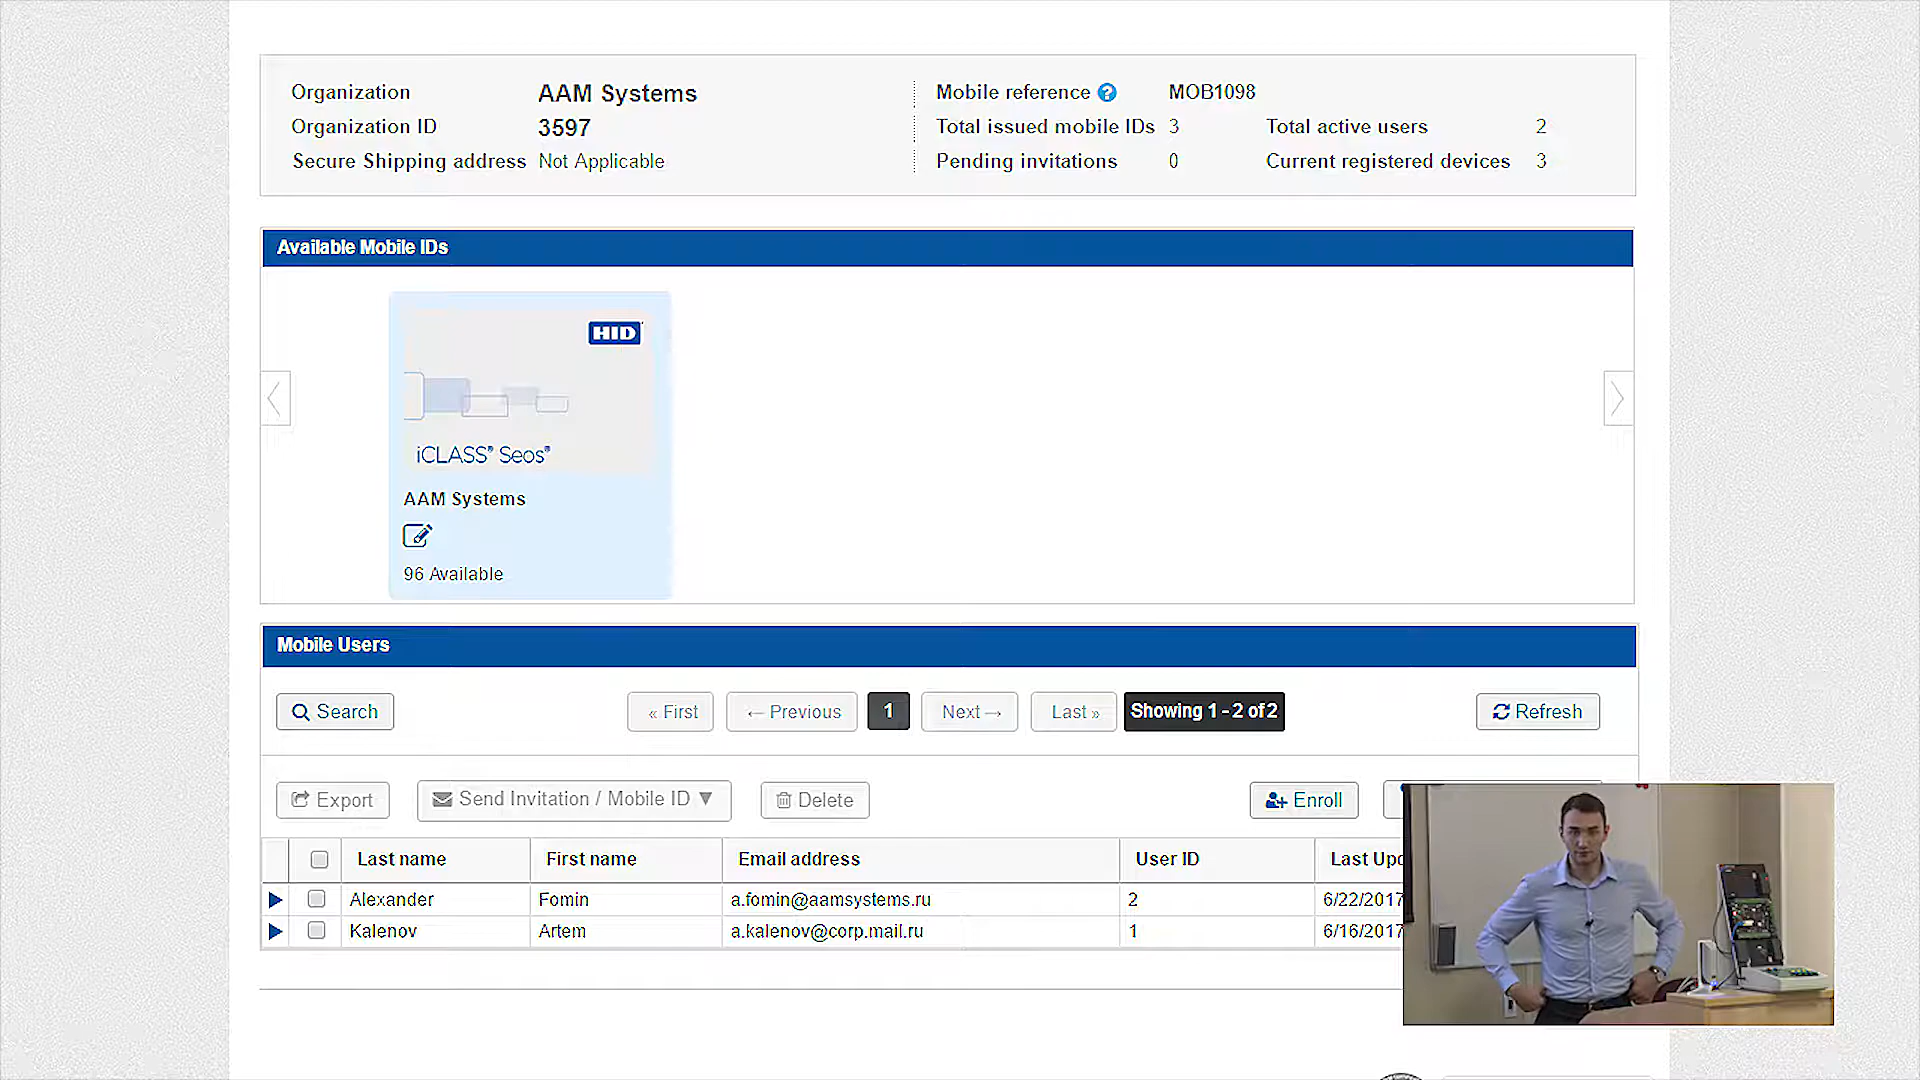 Organization AAM Systems Mobile reference MOB1098
Organization ID 3597 Total issued mobile IDs 3 Total active users 2
Secure Shipping address Not Applicable Pending invitations 0 Current registered devices 3
Available Mobile IDs
HID
iCLASS® Seos®
AAM Systems
96 Available
Mobile Users
Search « First ← Previous 1 Next → Last » Showing 1 - 2 of 2 Refresh
Export Send Invitation / Mobile ID ▼ Delete Enroll
Last name First name Email address User ID Last
Alexander Fomin a.fomin@aamsystems.ru 2 6/22/2017
Kalenov Artem a.kalenov@corp.mail.ru 1 6/16/2017